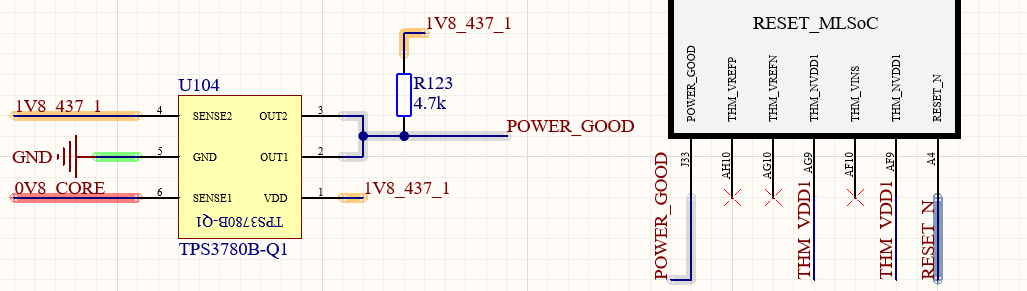 1V8_437_1
RESET_MLSoC
U104
R123
4.7k
1V8_437_1
4
SENSE2
OUT2
3
POWER_GOOD
GND
5
GND
OUT1
2
0V8_CORE
6
SENSE1
VDD
1
1V8_437_1
TPS3780B-Q1
TPS3780B-Q1
POWER_GOOD
THM_VREFP
THM_VREFN
THM_NVDD1
THM_VINS
THM_NVDD1
RESET_N
J33
AH10
AG10
AG9
AF10
AF9
A4
POWER_GOOD
THM_VDD1
THM_VDD1
RESET_N